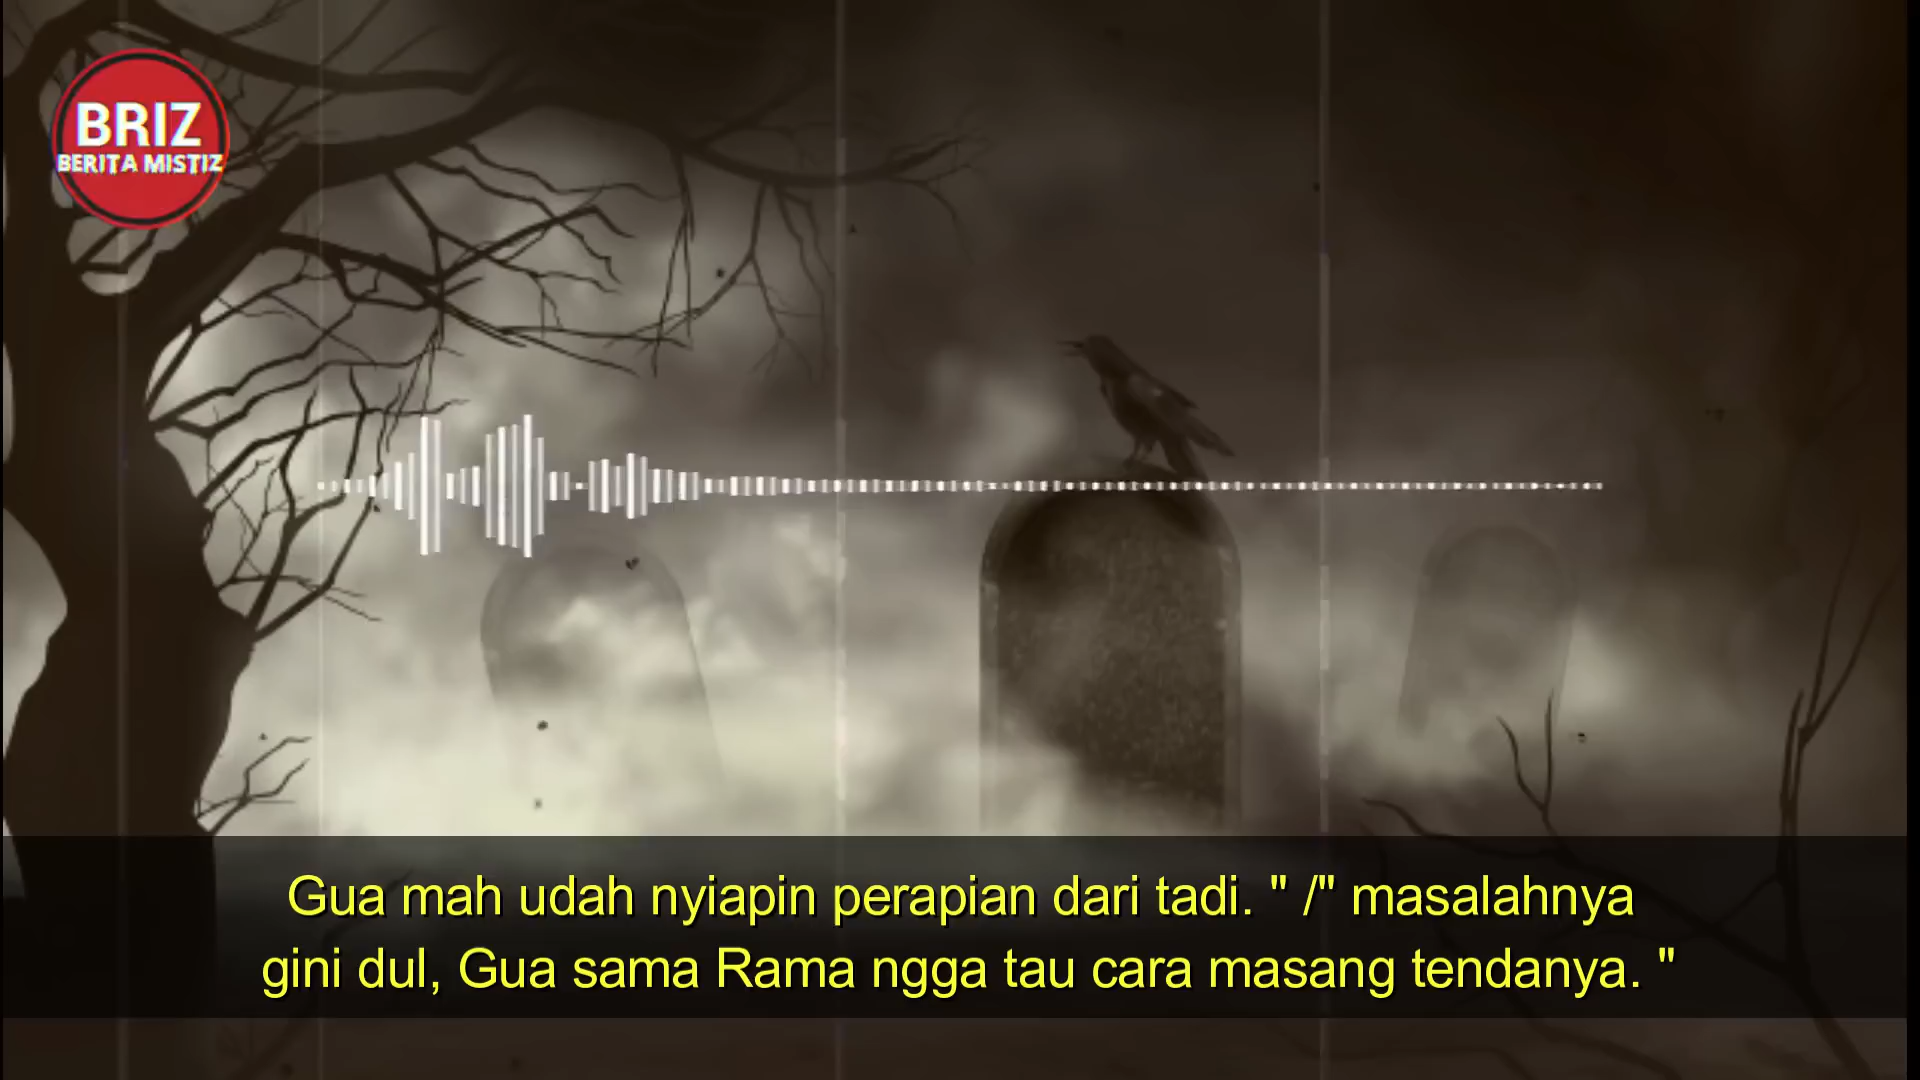 BRIZ
BERITA MISTIZ
Gua mah udah nyiapin perapian dari tadi. " /" masalahnya
gini dul, Gua sama Rama ngga tau cara masang tendanya. "